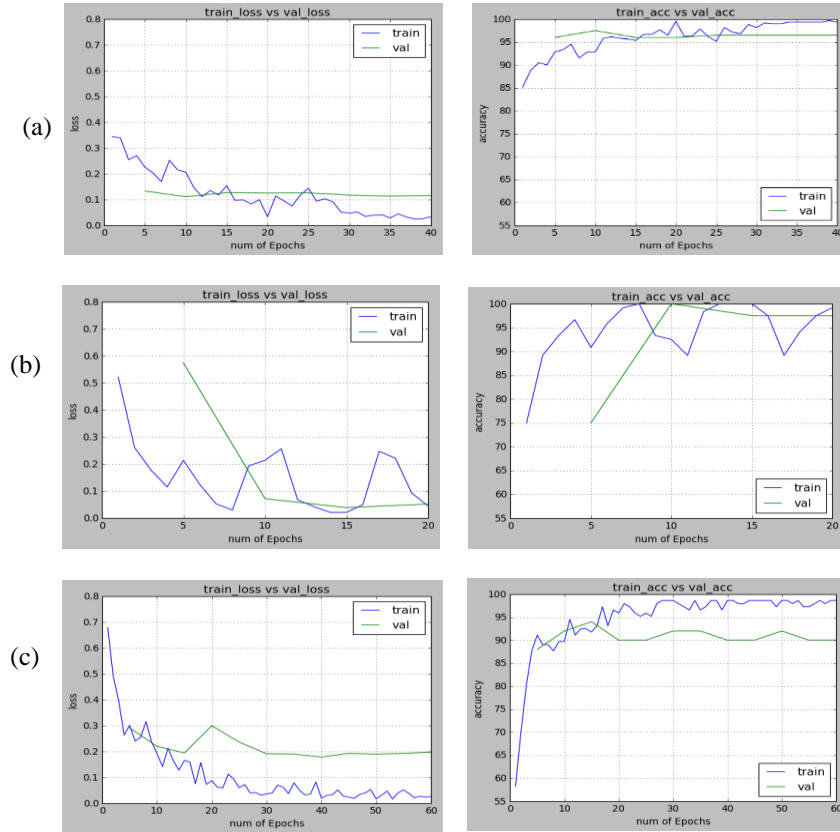 (a)
train_loss vs val_loss
0.8
0.7
0.6
0.5
0.4
0.3
0.2
0.1
0.0
loss
train
val
0 5 10 15 20 25 30 35 40
num of Epochs
train_acc vs val_acc
100
95
90
85
80
75
70
65
60
55
accuracy
train
val
0 5 10 15 20 25 30 35 40
num of Epochs
(b)
train_loss vs val_loss
0.8
0.7
0.6
0.5
0.4
0.3
0.2
0.1
0.0
loss
train
val
0 5 10 15 20
num of Epochs
train_acc vs val_acc
100
95
90
85
80
75
70
65
60
55
accuracy
train
val
0 5 10 15 20
num of Epochs
(c)
train_loss vs val_loss
0.8
0.7
0.6
0.5
0.4
0.3
0.2
0.1
0.0
loss
train
val
0 10 20 30 40 50 60
num of Epochs
train_acc vs val_acc
100
95
90
85
80
75
70
65
60
55
accuracy
train
val
0 10 20 30 40 50 60
num of Epochs